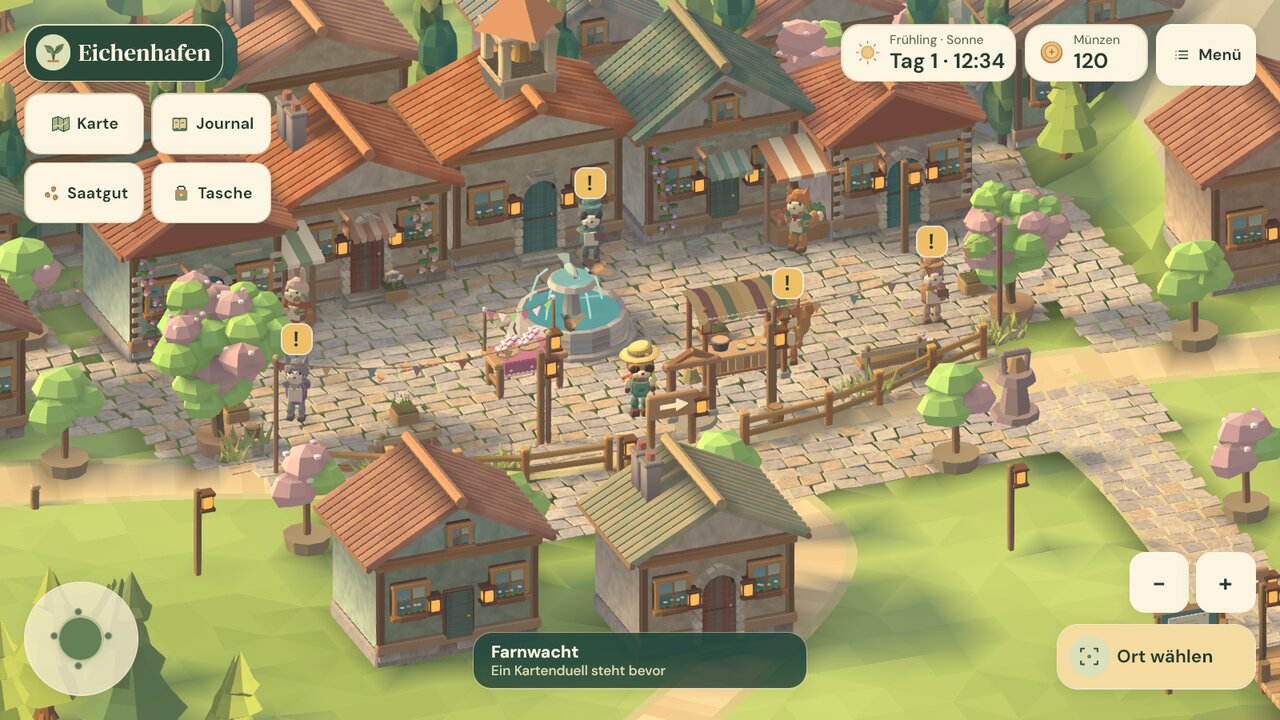 Eichenhafen
Frühling · Sonne
Tag 1 · 12:34
Münzen
120
Menü
Karte
Journal
Saatgut
Tasche
!
!
!
!
!
−
+
Farnwacht
Ein Kartenduell steht bevor
Ort wählen